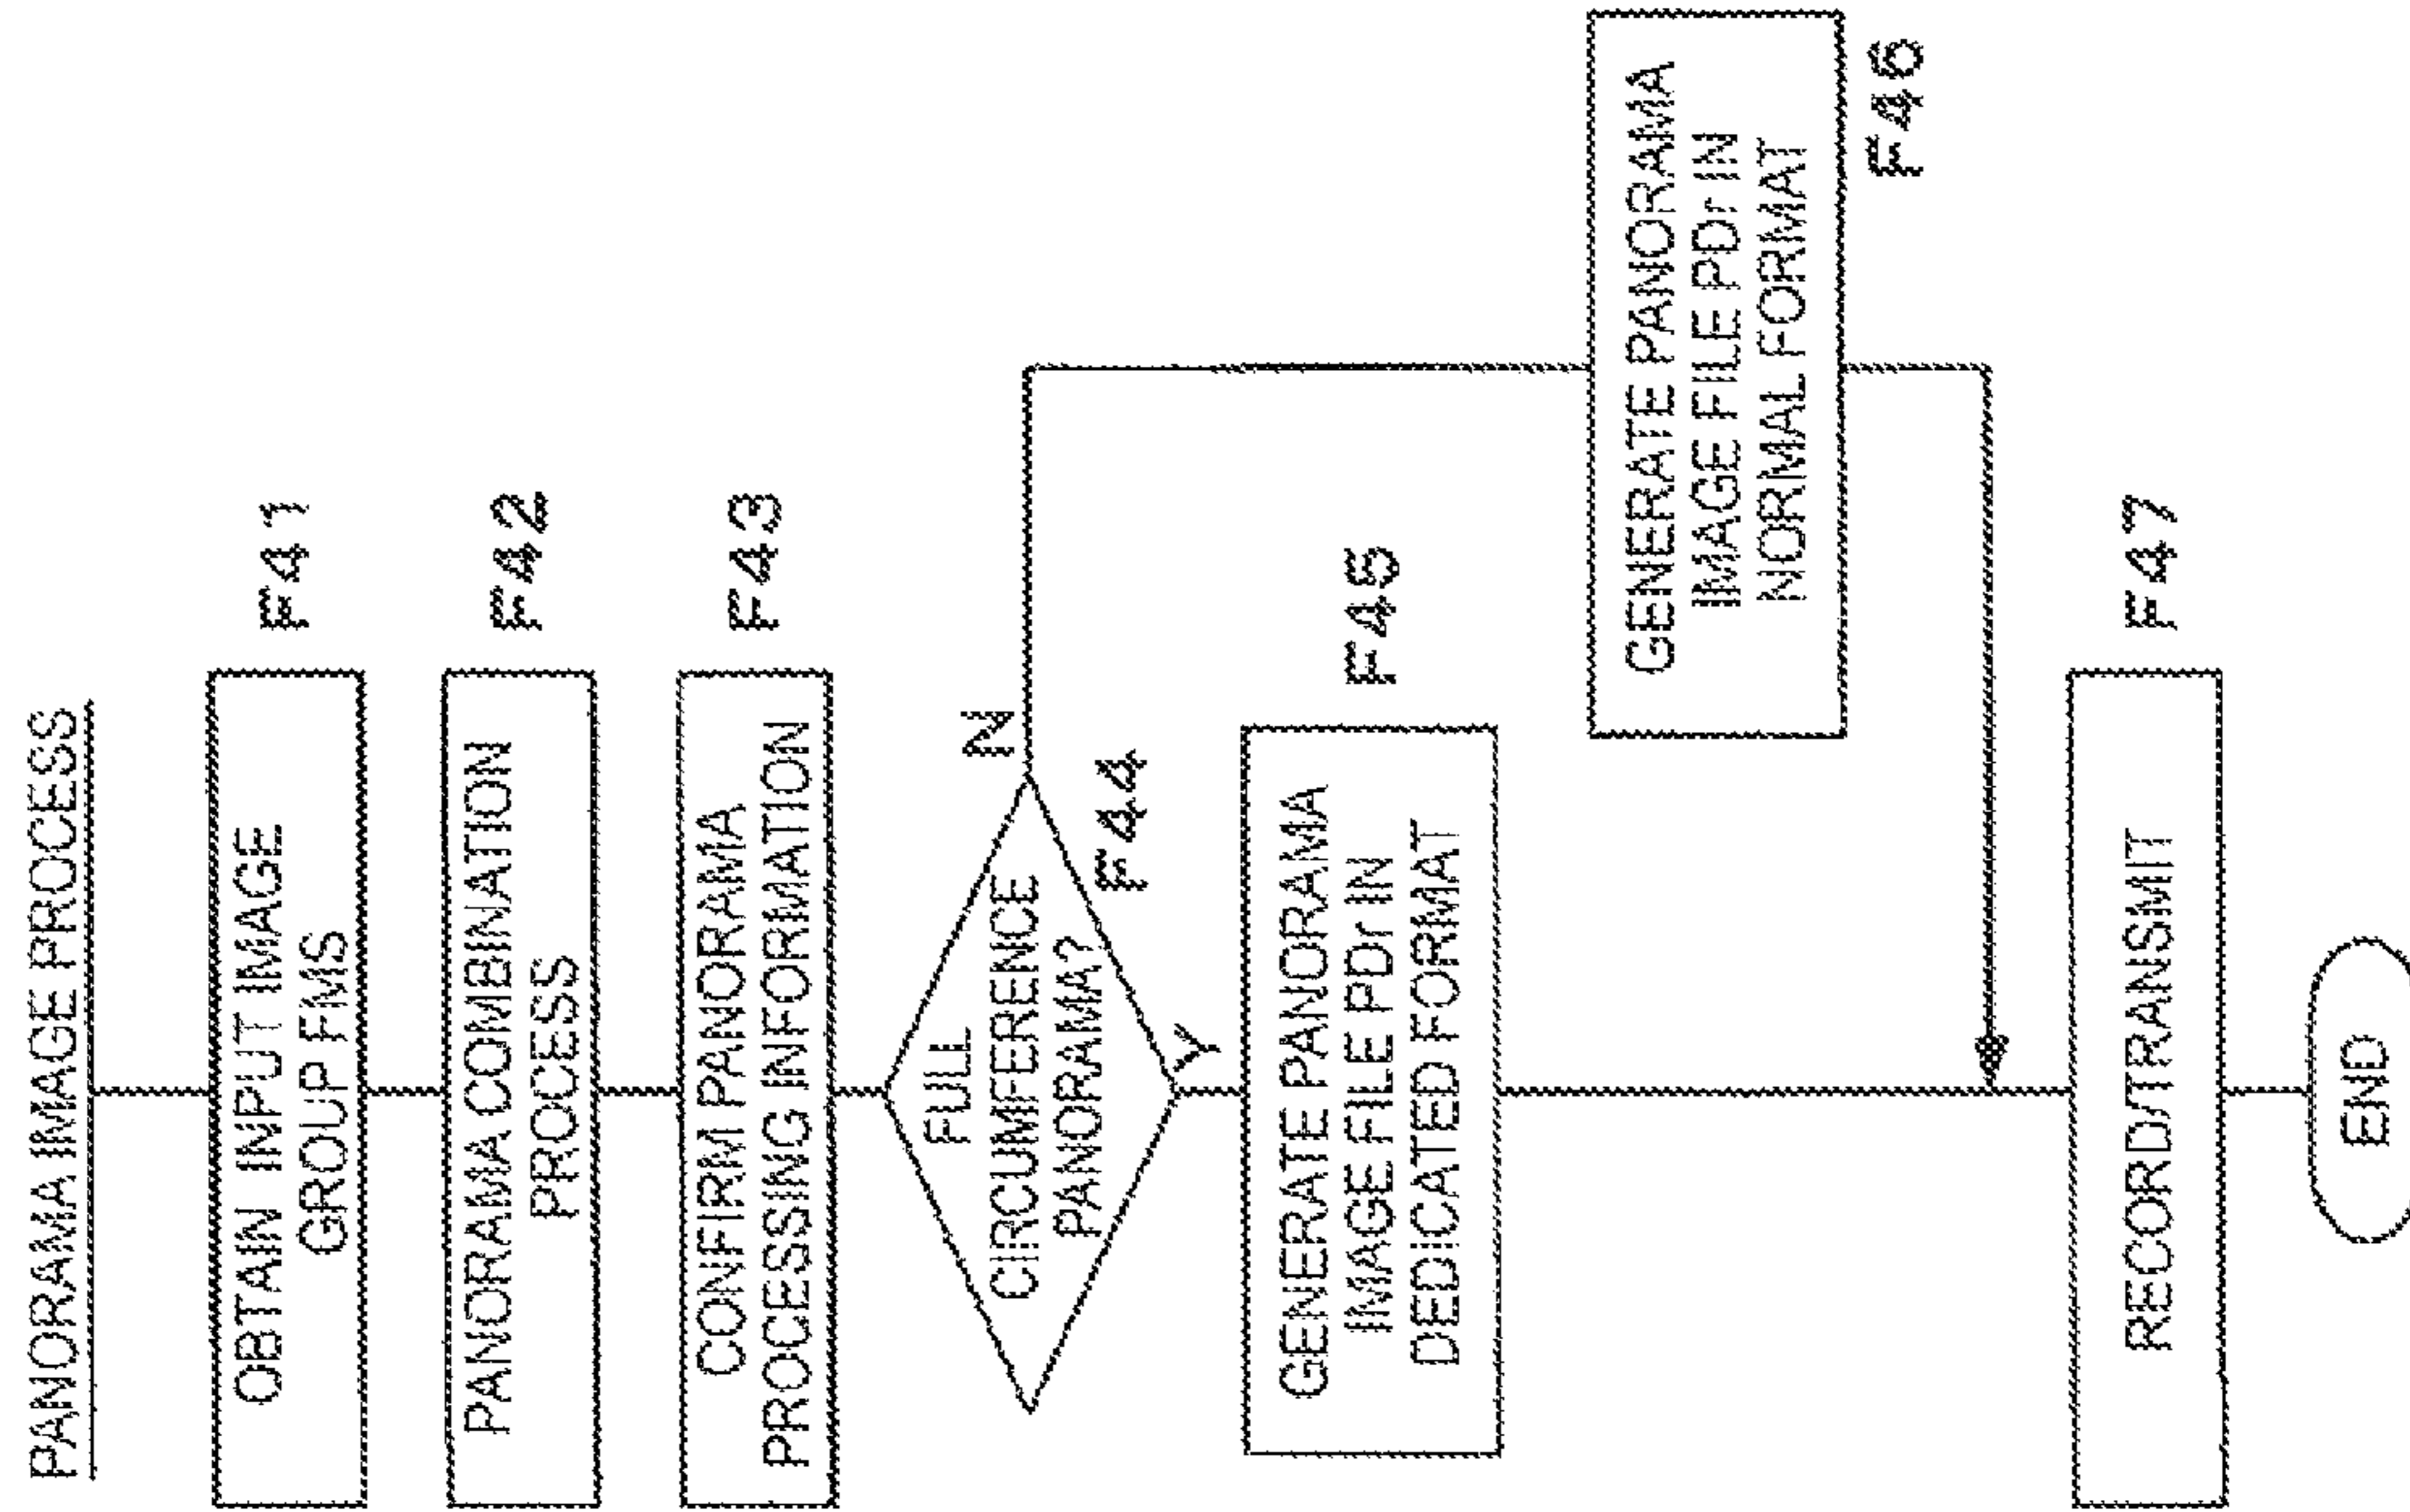 PANORAMA IMAGE PROCESS
OBTAIN INPUT IMAGE
GROUP FMS
F41
PANORAMA COMBINATION
PROCESS
F42
CONFIRM PANORAMA
PROCESSING INFORMATION
F43
FULL
CIRCUMFERENCE
PANORAMA?
N
F44
Y
GENERATE PANORAMA
IMAGE FILE PDr IN
DEDICATED FORMAT
F45
GENERATE PANORAMA
IMAGE FILE PDr IN
NORMAL FORMAT
F46
RECORD/TRANSMIT
F47
END